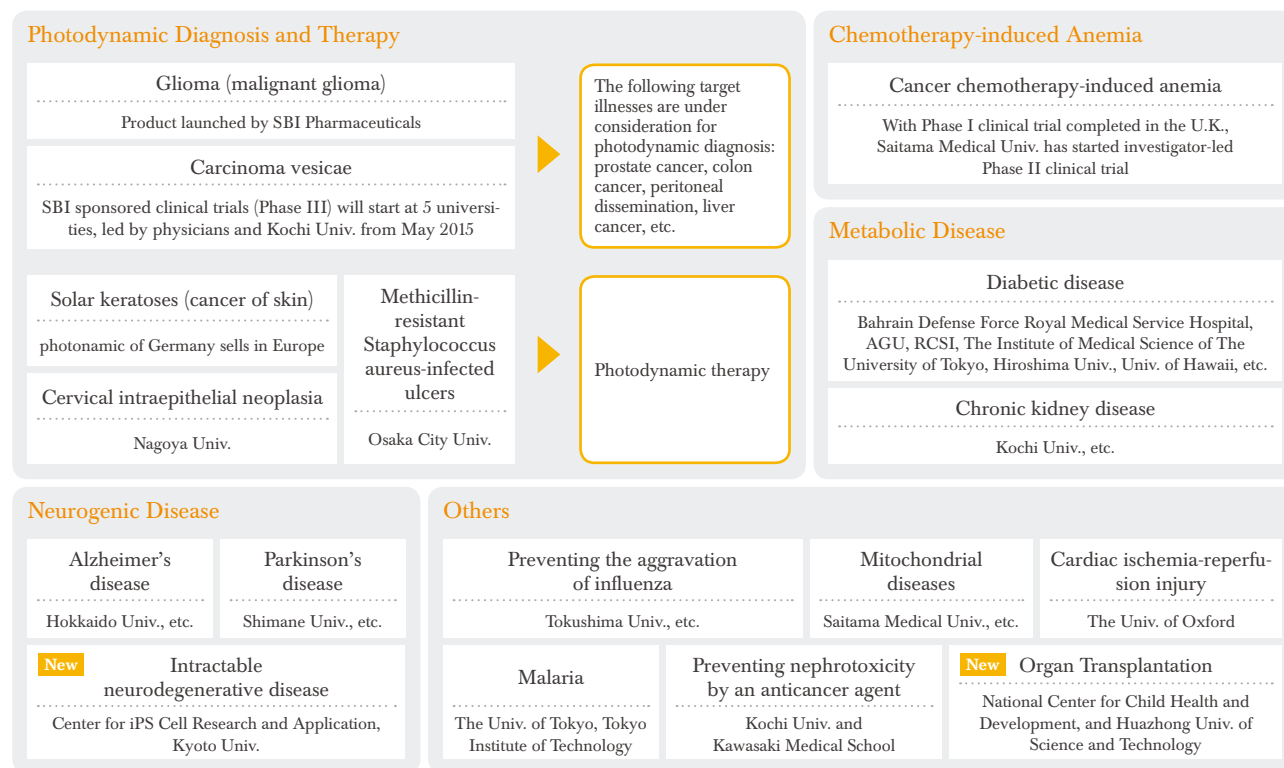 Photodynamic Diagnosis and Therapy
Glioma (malignant glioma)
Product launched by SBI Pharmaceuticals
Carcinoma vesicae
SBI sponsored clinical trials (Phase III) will start at 5 universi-
ties, led by physicians and Kochi Univ. from May 2015
The following target
illnesses are under
consideration for
photodynamic diagnosis:
prostate cancer, colon
cancer, peritoneal
dissemination, liver
cancer, etc.
Solar keratoses (cancer of skin)
photonamic of Germany sells in Europe
Cervical intraepithelial neoplasia
Nagoya Univ.
Methicillin-
resistant
Staphylococcus
aureus-infected
ulcers
Osaka City Univ.
Photodynamic therapy
Chemotherapy-induced Anemia
Cancer chemotherapy-induced anemia
With Phase I clinical trial completed in the U.K.,
Saitama Medical Univ. has started investigator-led
Phase II clinical trial
Metabolic Disease
Diabetic disease
Bahrain Defense Force Royal Medical Service Hospital,
AGU, RCSI, The Institute of Medical Science of The
University of Tokyo, Hiroshima Univ., Univ. of Hawaii, etc.
Chronic kidney disease
Kochi Univ., etc.
Neurogenic Disease
Alzheimer's
disease
Hokkaido Univ., etc.
Parkinson's
disease
Shimane Univ., etc.
New
Intractable
neurodegenerative disease
Center for iPS Cell Research and Application,
Kyoto Univ.
Others
Preventing the aggravation
of influenza
Tokushima Univ., etc.
Mitochondrial
diseases
Saitama Medical Univ., etc.
Cardiac ischemia-reperfu-
sion injury
The Univ. of Oxford
Malaria
The Univ. of Tokyo, Tokyo
Institute of Technology
Preventing nephrotoxicity
by an anticancer agent
Kochi Univ. and
Kawasaki Medical School
New
Organ Transplantation
National Center for Child Health and
Development, and Huazhong Univ. of
Science and Technology